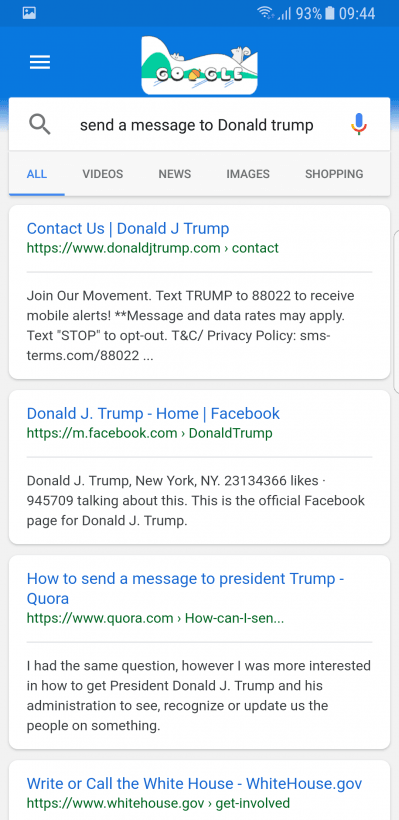 93% 09:44
GOOGLE
send a message to Donald trump
ALL VIDEOS NEWS IMAGES SHOPPING
Contact Us | Donald J Trump
https://www.donaldjtrump.com › contact
Join Our Movement. Text TRUMP to 88022 to receive
mobile alerts! **Message and data rates may apply.
Text "STOP" to opt-out. T&C/ Privacy Policy: sms-
terms.com/88022 ...
Donald J. Trump - Home | Facebook
https://m.facebook.com › DonaldTrump
Donald J. Trump, New York, NY. 23134366 likes ·
945709 talking about this. This is the official Facebook
page for Donald J. Trump.
How to send a message to president Trump -
Quora
https://www.quora.com › How-can-I-sen...
I had the same question, however I was more interested
in how to get President Donald J. Trump and his
administration to see, recognize or update us the
people on something.
Write or Call the White House - WhiteHouse.gov
https://www.whitehouse.gov › get-involved